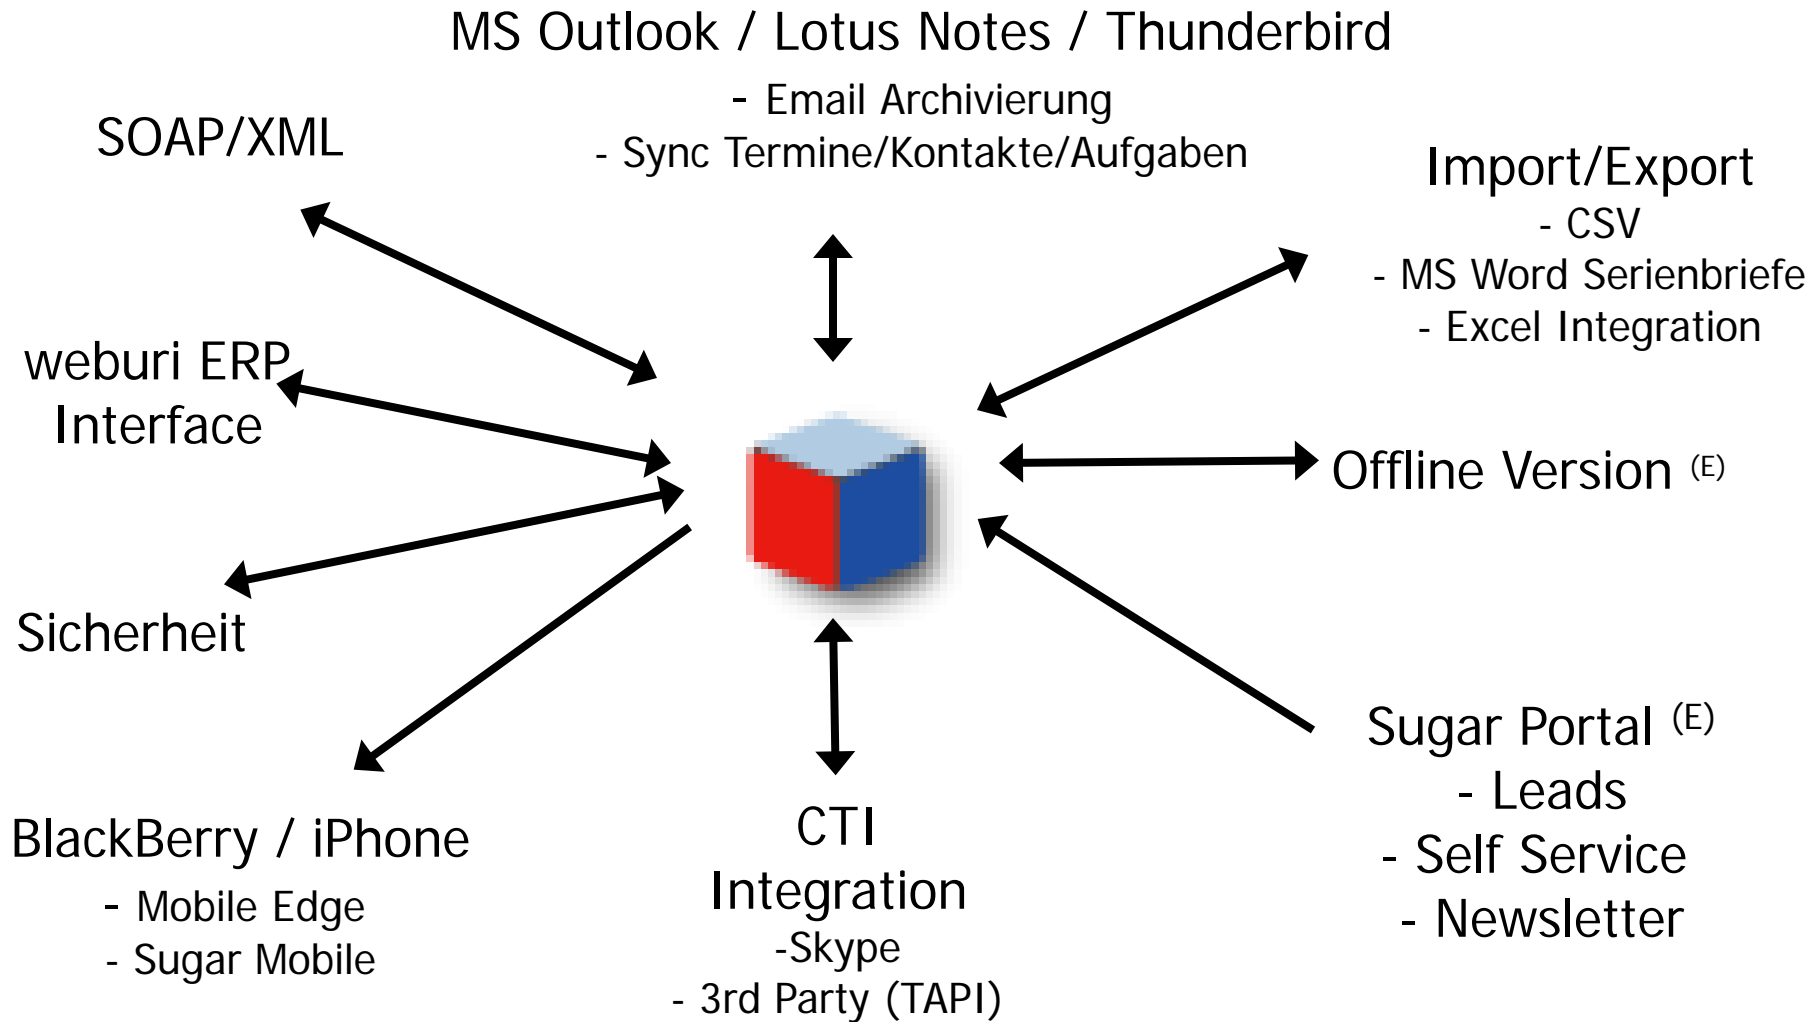 MS Outlook / Lotus Notes / Thunderbird
- Email Archivierung
- Sync Termine/Kontakte/Aufgaben
SOAP/XML
Import/Export
- CSV
- MS Word Serienbriefe
- Excel Integration
weburi ERP
Interface
Offline Version (E)
Sicherheit
Sugar Portal (E)
- Leads
- Self Service
- Newsletter
BlackBerry / iPhone
- Mobile Edge
- Sugar Mobile
CTI
Integration
-Skype
- 3rd Party (TAPI)